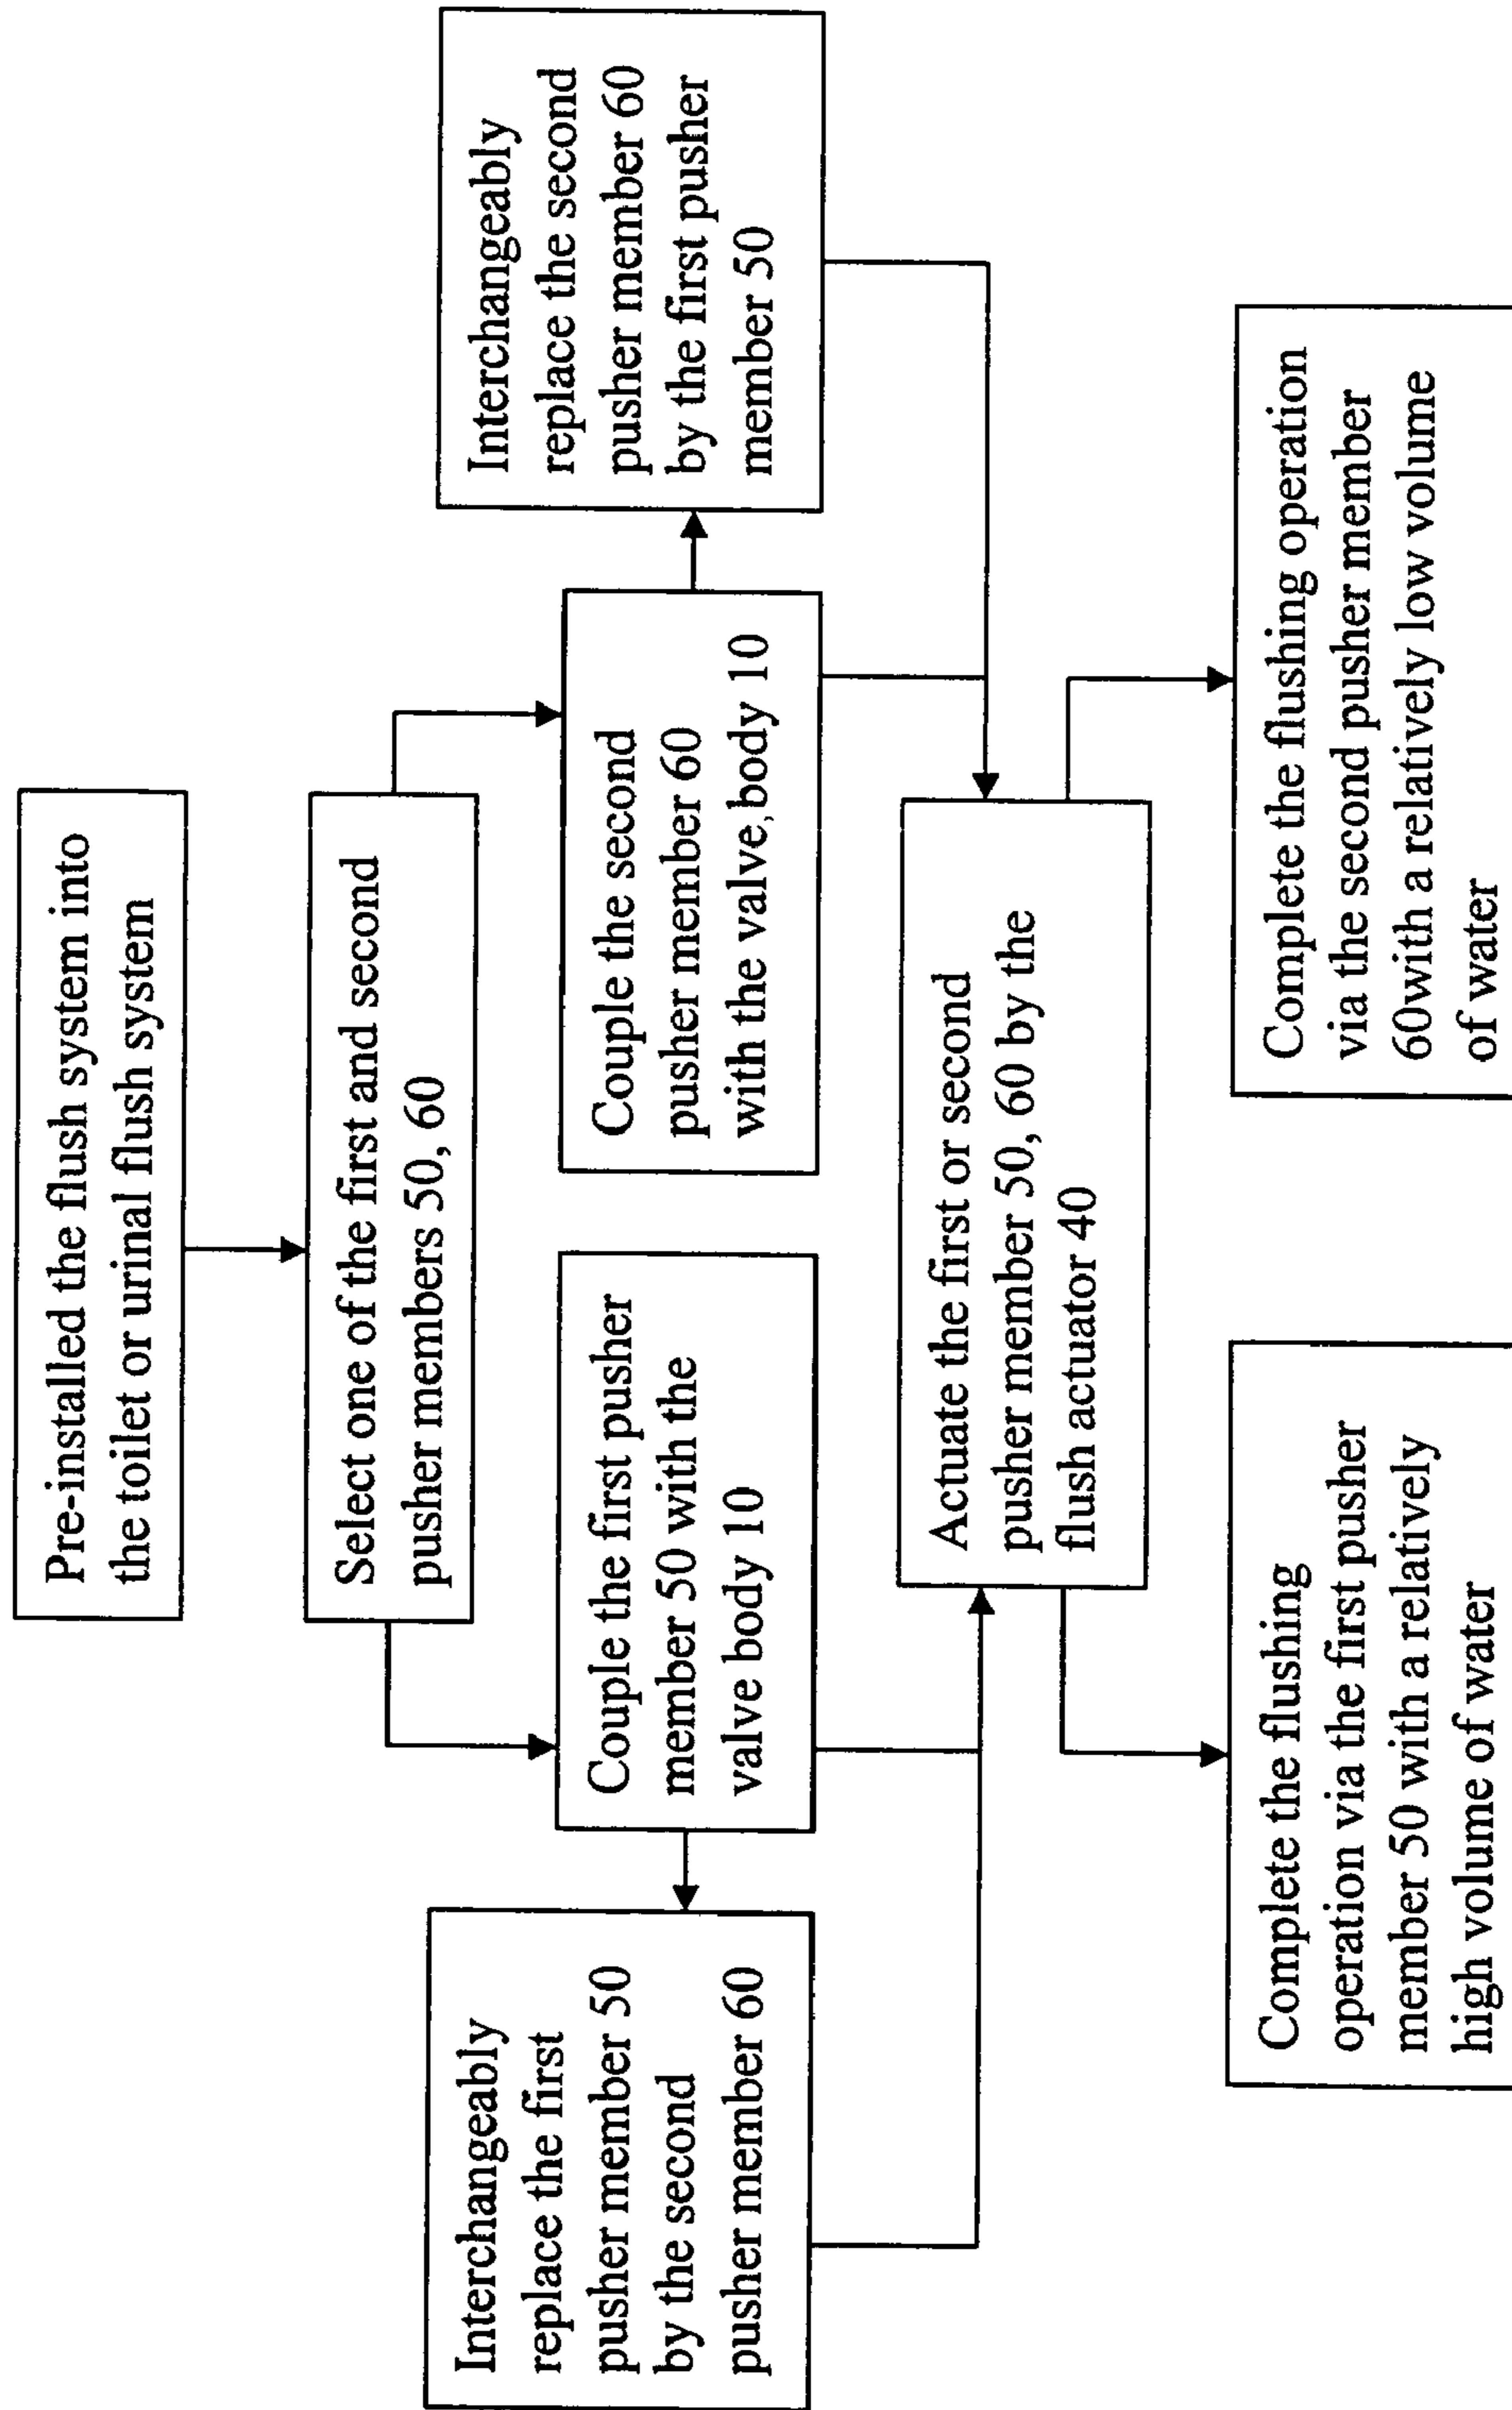 Pre-installed the flush system into
the toilet or urinal flush system
Select one of the first and second
pusher members 50, 60
Interchangeably
replace the first
pusher member 50
by the second
pusher member 60
Couple the first pusher
member 50 with the
valve body 10
Couple the second
pusher member 60
with the valve body 10
Interchangeably
replace the second
pusher member 60
by the first pusher
member 50
Actuate the first or second
pusher member 50, 60 by the
flush actuator 40
Complete the flushing
operation via the first pusher
member 50 with a relatively
high volume of water
Complete the flushing operation
via the second pusher member
60with a relatively low volume
of water